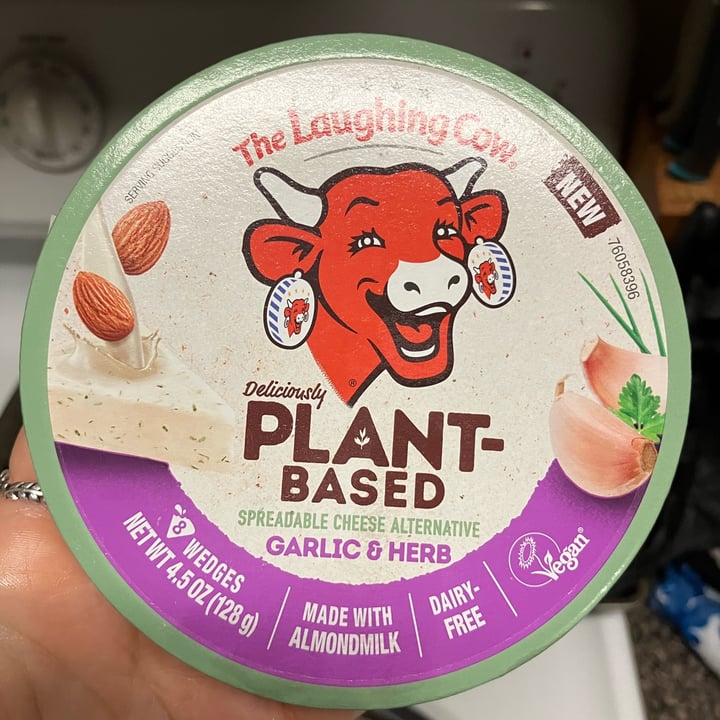 The Laughing Cow®
NEW
76058396
SERVING SUGGESTION
®
Deliciously
PLANT-
BASED
SPREADABLE CHEESE ALTERNATIVE
GARLIC & HERB
8 WEDGES
NET WT 4.5 OZ (128 g)
MADE WITH
ALMONDMILK
DAIRY-
FREE
Vegan®